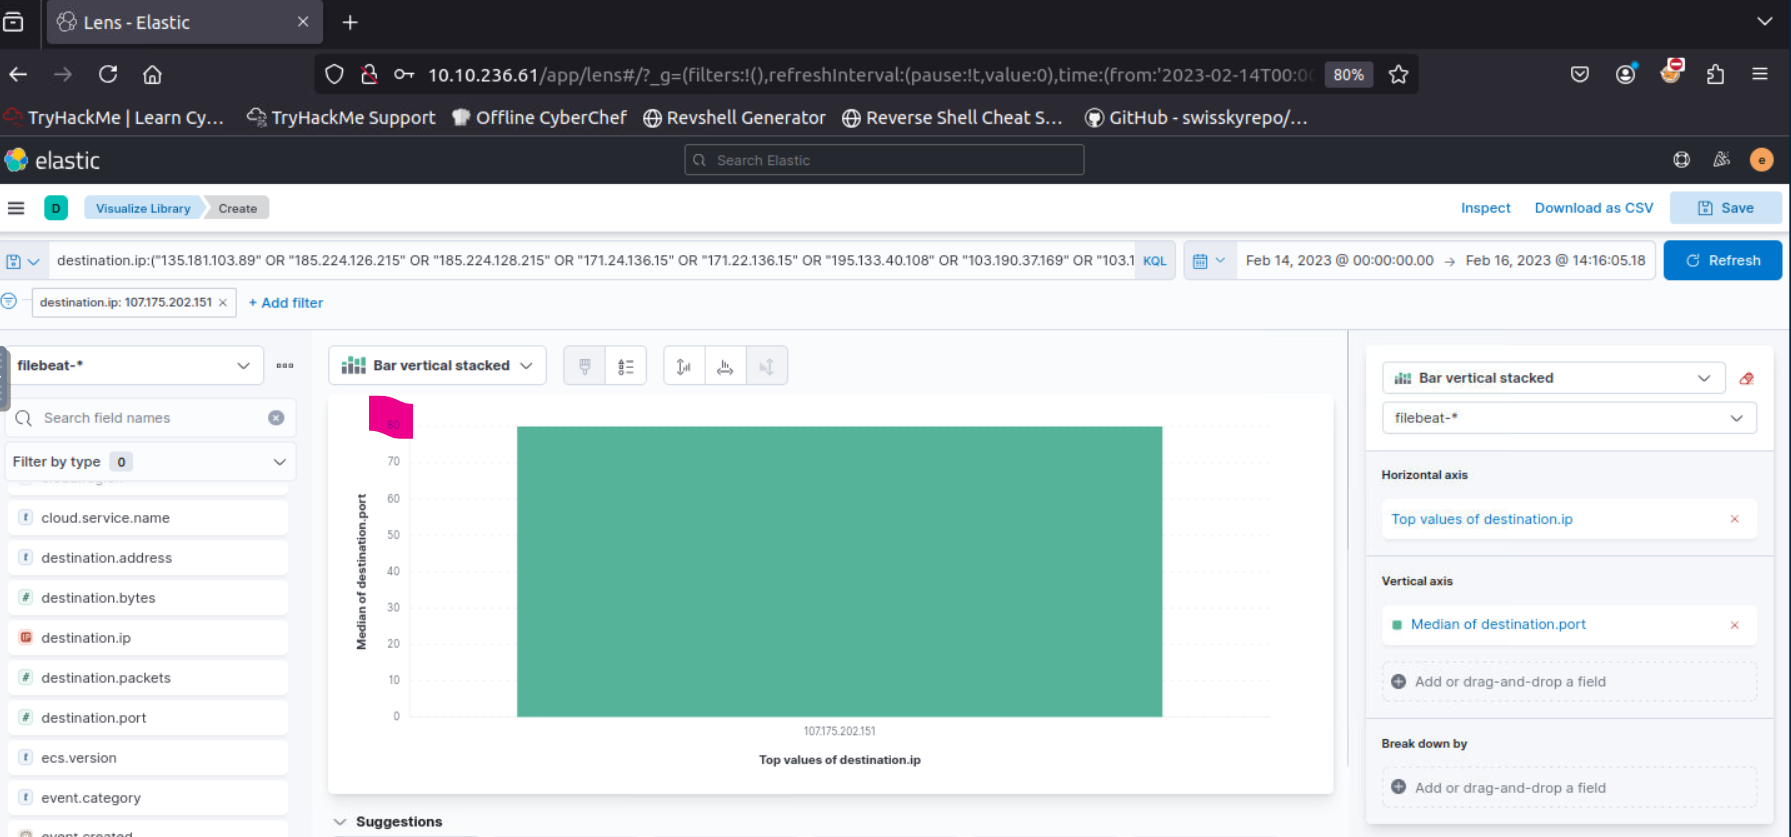 Lens - Elastic
10.10.236.61/app/lens#/?_g=(filters:!(),refreshInterval:(pause:!t,value:0),time:(from:'2023-02-14T00:0
80%
TryHackMe | Learn Cy...
TryHackMe Support
Offline CyberChef
Revshell Generator
Reverse Shell Cheat S...
GitHub - swisskyrepo/...
elastic
Search Elastic
e
D
Visualize Library
Create
Inspect
Download as CSV
Save
destination.ip:("135.181.103.89" OR "185.224.126.215" OR "185.224.128.215" OR "171.24.136.15" OR "171.22.136.15" OR "195.133.40.108" OR "103.190.37.169" OR "103.1
KQL
Feb 14, 2023 @ 00:00:00.00 → Feb 16, 2023 @ 14:16:05.18
Refresh
destination.ip: 107.175.202.151
+ Add filter
filebeat-*
Search field names
Filter by type 0
cloud.service.name
destination.address
destination.bytes
destination.ip
destination.packets
destination.port
ecs.version
event.category
event.created
Bar vertical stacked
80
70
60
50
40
30
20
10
0
Median of destination.port
107.175.202.151
Top values of destination.ip
Suggestions
Bar vertical stacked
filebeat-*
Horizontal axis
Top values of destination.ip
Vertical axis
Median of destination.port
Add or drag-and-drop a field
Break down by
Add or drag-and-drop a field